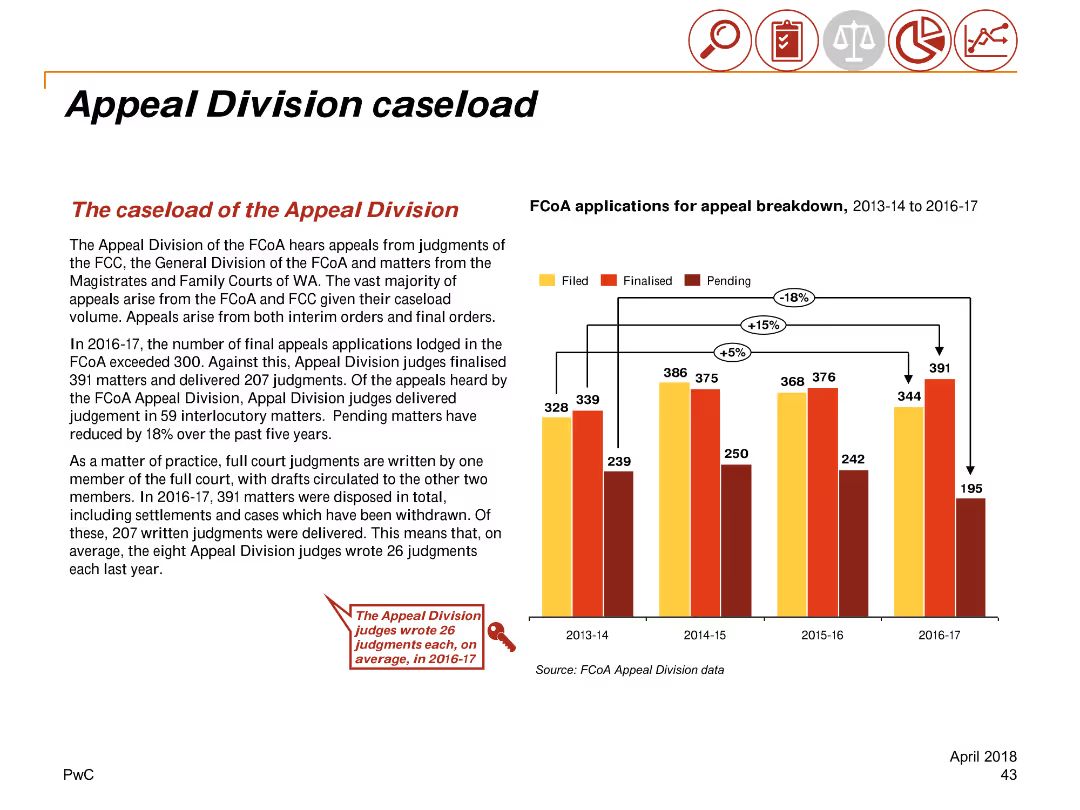 Appeal Division caseload
The caseload of the Appeal Division
The Appeal Division of the FCoA hears appeals from judgments of
the FCC, the General Division of the FCoA and matters from the
Magistrates and Family Courts of WA. The vast majority of
appeals arise from the FCoA and FCC given their caseload
volume. Appeals arise from both interim orders and final orders.
In 2016-17, the number of final appeals applications lodged in the
FCoA exceeded 300. Against this, Appeal Division judges finalised
391 matters and delivered 207 judgments. Of the appeals heard by
the FCoA Appeal Division, Appal Division judges delivered
judgement in 59 interlocutory matters.  Pending matters have
reduced by 18% over the past five years.
As a matter of practice, full court judgments are written by one
member of the full court, with drafts circulated to the other two
members. In 2016-17, 391 matters were disposed in total,
including settlements and cases which have been withdrawn. Of
these, 207 written judgments were delivered. This means that, on
average, the eight Appeal Division judges wrote 26 judgments
each last year.
The Appeal Division
judges wrote 26
judgments each, on
average, in 2016-17
FCoA applications for appeal breakdown, 2013-14 to 2016-17
Filed Finalised Pending
-18%
+15%
+5%
328 339 239
386 375 250
368 376 242
344 391 195
2013-14 2014-15 2015-16 2016-17
Source: FCoA Appeal Division data
April 2018
PwC 43